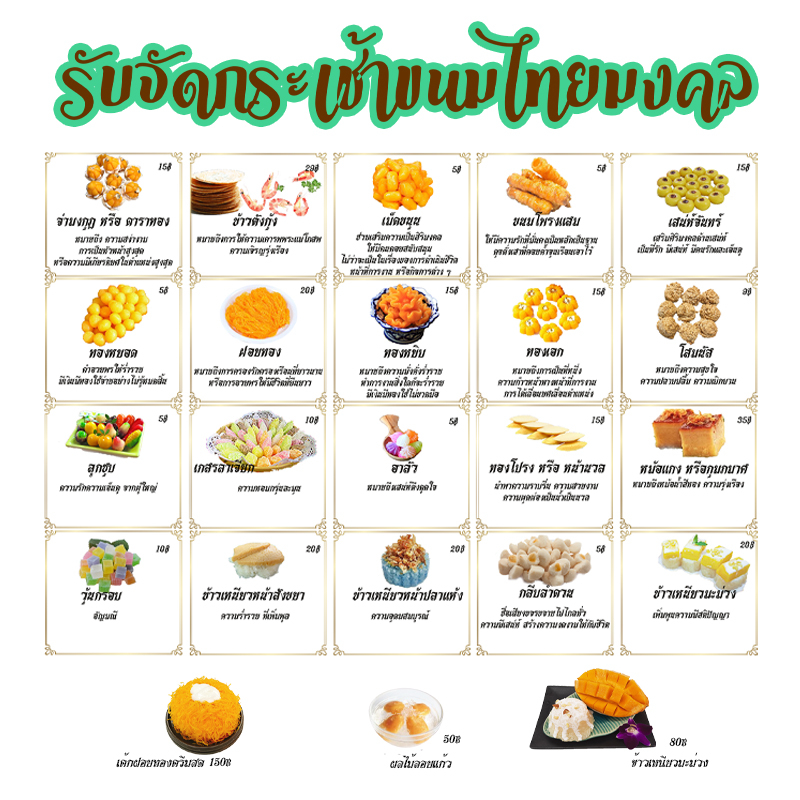 รับจัดกระเช้าขนมไทยมงคล
15฿
จ่ามงกุฎ หรือ ดาราทอง
หมายถึง ความสง่างาม
การเป็นหัวหน้าสูงสุด
หรือความมีเกียรติยศในตำแหน่งสูงสุด
20฿
ข้าวตังกุ้ง
หมายถึงการให้ความเคารพพระแม่โพสพ
ความเจริญรุ่งเรือง
5฿
เม็ดขนุน
ช่วยเสริมความเป็นสิริมงคล
ให้มีคนคอยสนับสนุน
ไม่ว่าจะเป็นในเรื่องของการดำเนินชีวิต
หน้าที่การงาน หรือกิจการต่าง ๆ
5฿
ขนมโพรงแสม
ให้มีความรักที่มั่นคงเป็นหลักเป็นฐาน
ดุจดั่งเสาที่คอยค้ำจุนเรือนเอาไว้
15฿
เสน่ห์จันทร์
เสริมสิริมงคลด้านเสน่ห์
เป็นที่รัก มีเสน่ห์ มีคนรักและเอ็นดู
5฿
ทองหยอด
คำอวยพรให้ร่ำรวย
มีเงินมีทองใช้จ่ายอย่างไม่รู้หมดสิ้น
20฿
ฝอยทอง
หมายถึงการครองรักครองเรือนที่ยาวนาน
หรือการอวยพรให้มีชีวิตที่ยืนยาว
15฿
ทองหยิบ
หมายถึงความมั่งคั่งร่ำรวย
ทำการงานสิ่งใดก็จะร่ำรวย
มีเงินมีทองใช้ไม่ขาดมือ
15฿
ทองเอก
หมายถึงการเป็นที่หนึ่ง
ความก้าวหน้าทางหน้าที่การงาน
การได้เลื่อนยศเลื่อนตำแหน่ง
9฿
โสมนัส
หมายถึงความสุขใจ
ความปลาบปลื้ม ความเบิกบาน
5฿
ลูกชุบ
ความรักความเอ็นดู จากผู้ใหญ่
10฿
เกสรลำเจียก
ความหอมกรุ่นละมุน
5฿
อาลัว
หมายถึงเสน่ห์ดึงดูดใจ
15฿
ทองโปร่ง หรือ หน้านวล
นำพาความราบรื่น ความสวยงาม
ความผุดผ่องเป็นน้ำเป็นนวล
35฿
หม้อแกง หรือกุมภมาศ
หมายถึงหม้อน้ำสีทอง ความรุ่งเรือง
10฿
วุ้นกรอบ
อัญมณี
20฿
ข้าวเหนียวหน้าสังขยา
ความร่ำรวย ที่เพิ่มพูล
20฿
ข้าวเหนียวหน้าปลาแห้ง
ความอุดมสมบูรณ์
5฿
กลีบลำดวน
ชื่อเสียงขจรขจายไปไกลทั่ว
ความมีเสน่ห์ สร้างความงดงามให้กับชีวิต
20฿
ข้าวเหนียวมะม่วง
เพิ่มพูนความมีสติปัญญา
เค้กฝอยทองครีมสด 150฿
50฿
ผลไม้ลอยแก้ว
80฿
ข้าวเหนียวมะม่วง